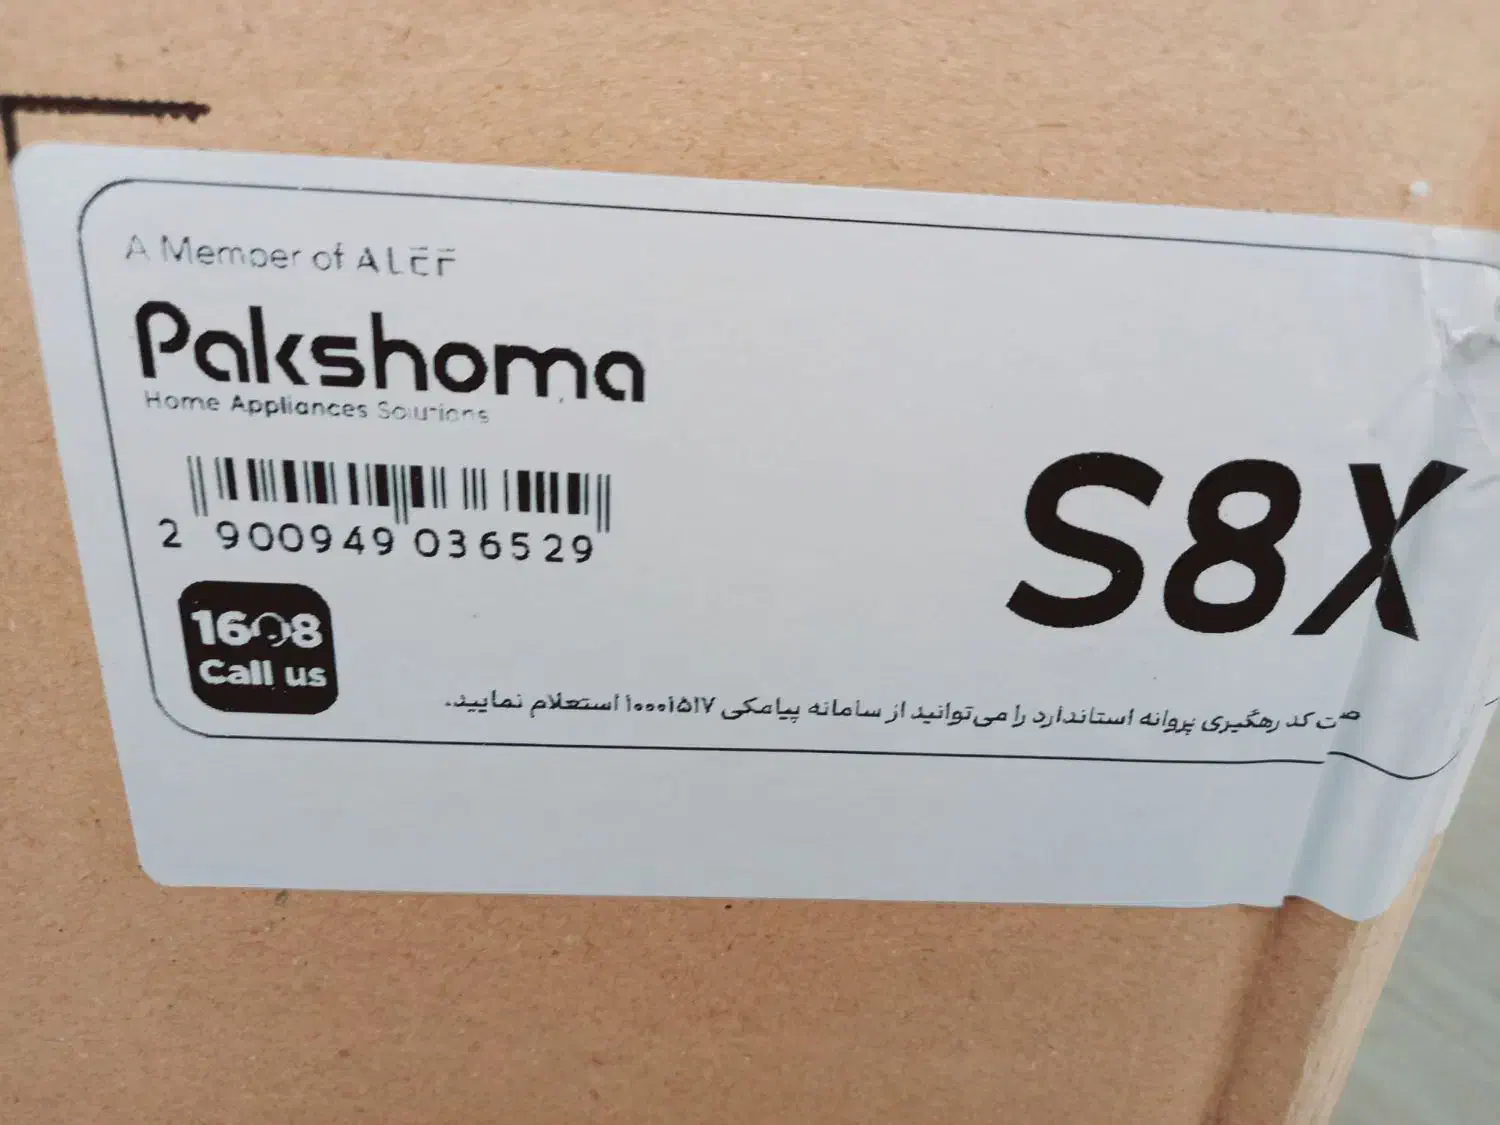 A Member of ALEF
Pakshoma
Home Appliances Solutions
2 900949 036529
S8X
1608
Call us
کد رهگیری پروانه استاندارد را می‌توانید از سامانه پیامکی ۱۰۰۰۱۵۱۷ استعلام نمایید.